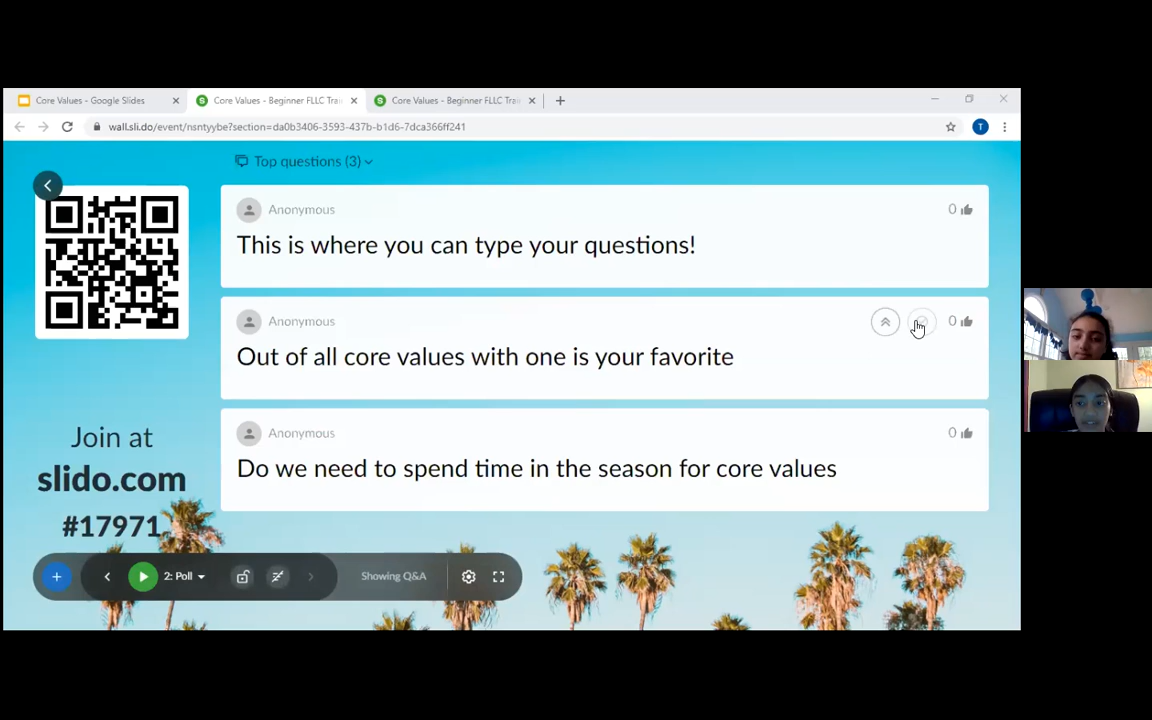 Core Values - Google Slides
Core Values - Beginner FLLC Trai
Core Values - Beginner FLLC Trai
wall.sli.do/event/nsntyybe?section=da0b3406-3593-437b-b1d6-7dca366ff241
T
Top questions (3)
Anonymous
0
This is where you can type your questions!
Anonymous
0
Out of all core values with one is your favorite
Anonymous
0
Do we need to spend time in the season for core values
Join at
slido.com
#17971
2: Poll
Showing Q&A